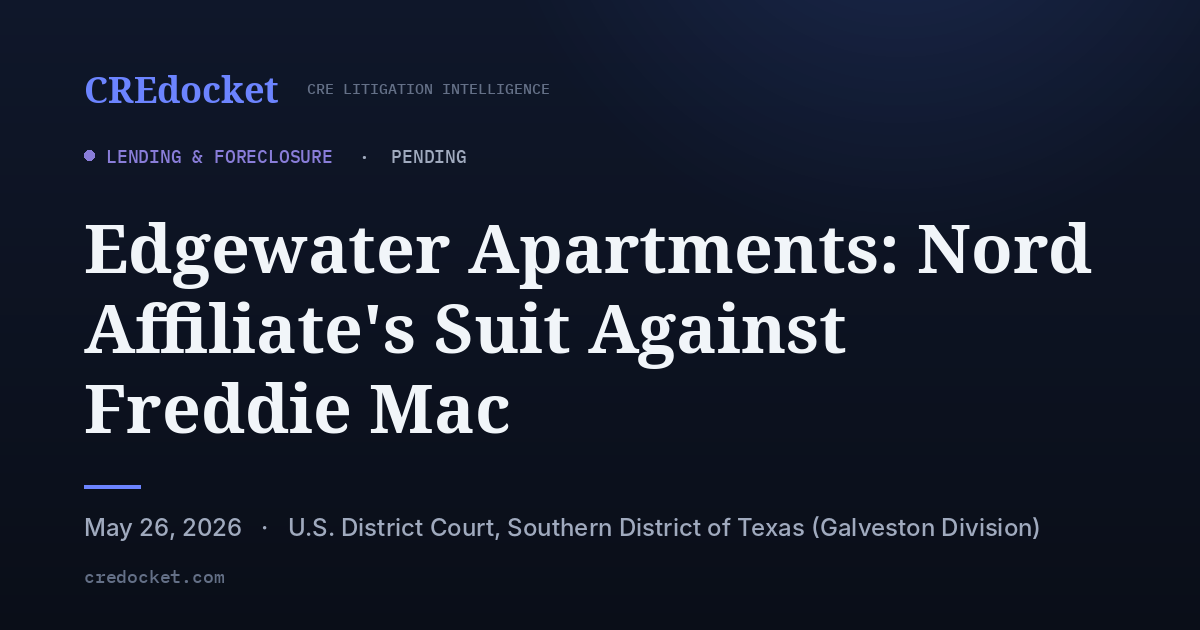 CREdocket CRE LITIGATION INTELLIGENCE
LENDING & FORECLOSURE · PENDING
Edgewater Apartments: Nord
Affiliate's Suit Against
Freddie Mac
May 26, 2026 · U.S. District Court, Southern District of Texas (Galveston Division)
credocket.com